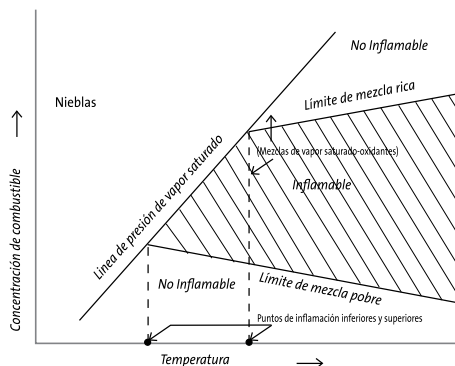 No Inflamable
Límite de mezcla rica
Nieblas
(Mezclas de vapor saturado-oxidantes)
Inflamable
Línea de presión de vapor saturado
Concentración de combustible
No Inflamable
Límite de mezcla pobre
Puntos de inflamación inferiores y superiores
Temperatura